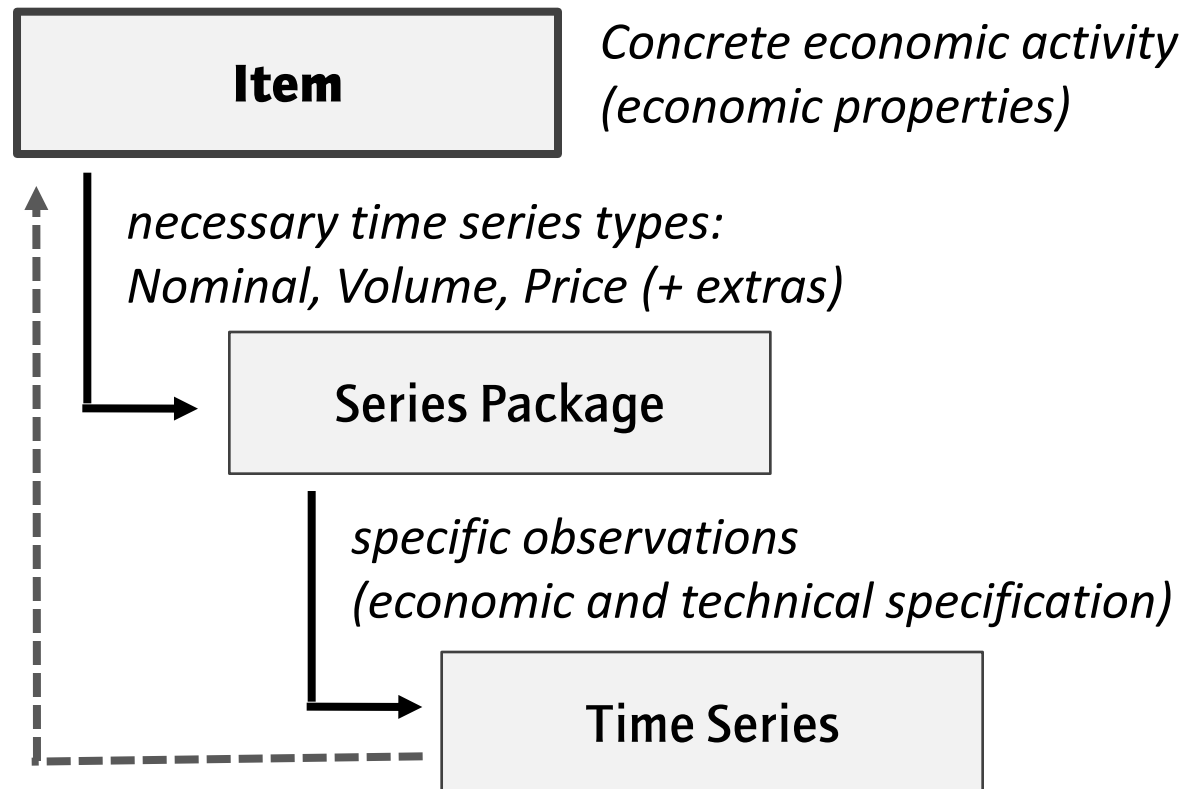 Item
Concrete economic activity
(economic properties)
necessary time series types:
Nominal, Volume, Price (+ extras)
Series Package
specific observations
(economic and technical specification)
Time Series